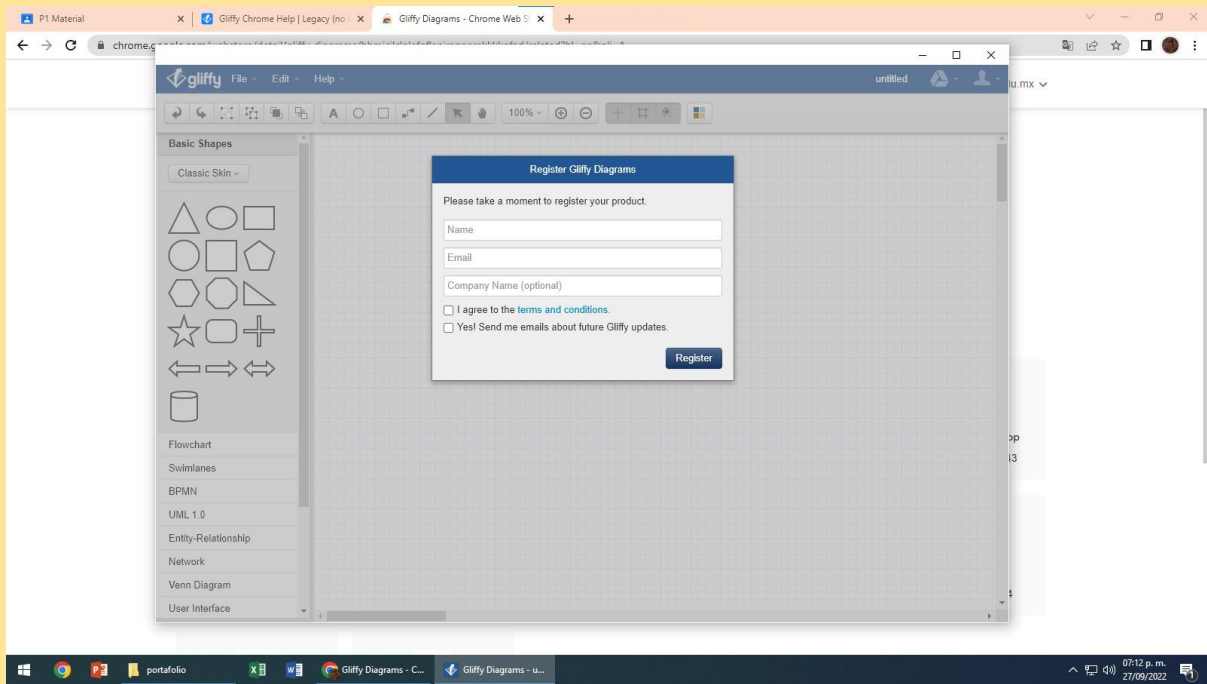 P1 Material
Gliffy Chrome Help | Legacy (no
Gliffy Diagrams - Chrome Web S
lu.mx
gliffy File Edit Help untitled
A 100%
Basic Shapes
Classic Skin
Register Gliffy Diagrams
Please take a moment to register your product.
Name
Email
Company Name (optional)
I agree to the terms and conditions.
Yes! Send me emails about future Gliffy updates.
Register
Flowchart
Swimlanes
BPMN
UML 1.0
Entity-Relationship
Network
Venn Diagram
User Interface
portafolio
Gliffy Diagrams - C...
Gliffy Diagrams - u...
07:12 p. m.
27/09/2022